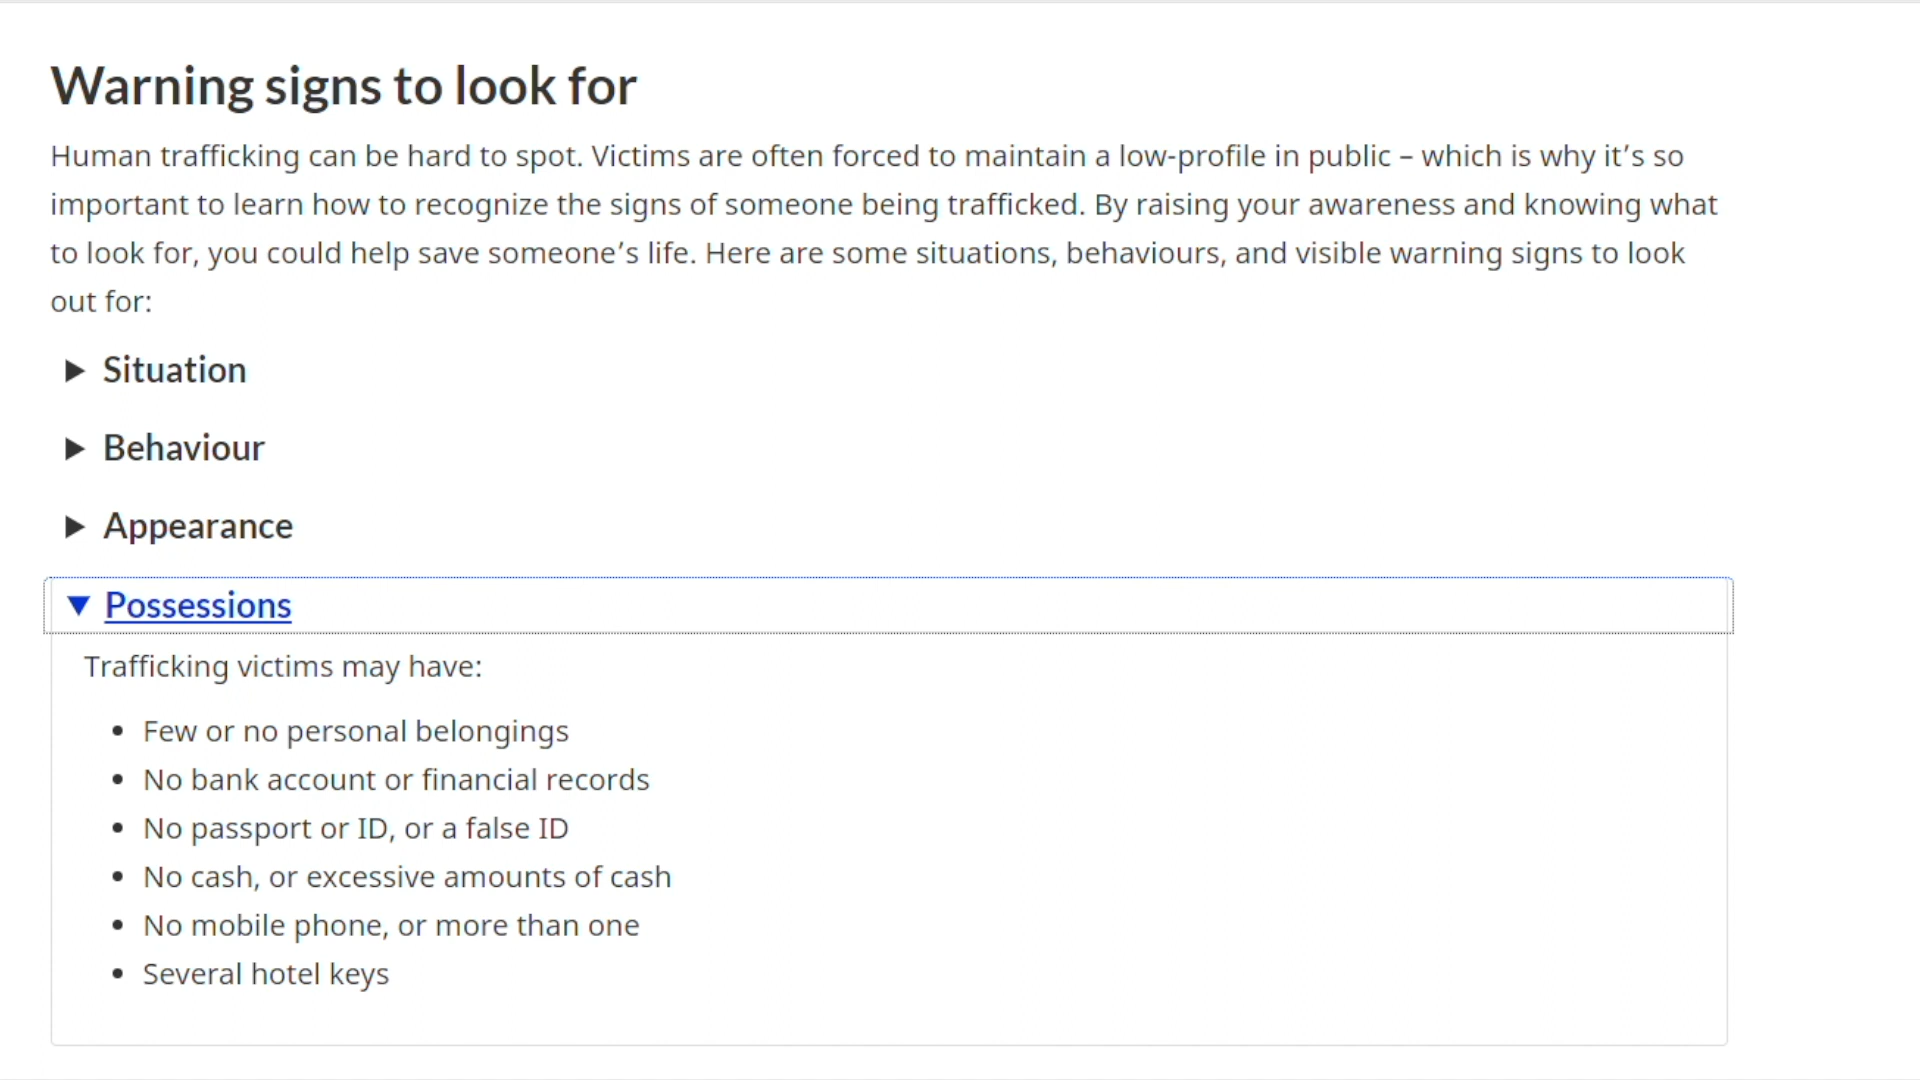 Warning signs to look for
Human trafficking can be hard to spot. Victims are often forced to maintain a low-profile in public – which is why it’s so
important to learn how to recognize the signs of someone being trafficked. By raising your awareness and knowing what
to look for, you could help save someone’s life. Here are some situations, behaviours, and visible warning signs to look
out for:
Situation
Behaviour
Appearance
Possessions
Trafficking victims may have:
Few or no personal belongings
No bank account or financial records
No passport or ID, or a false ID
No cash, or excessive amounts of cash
No mobile phone, or more than one
Several hotel keys